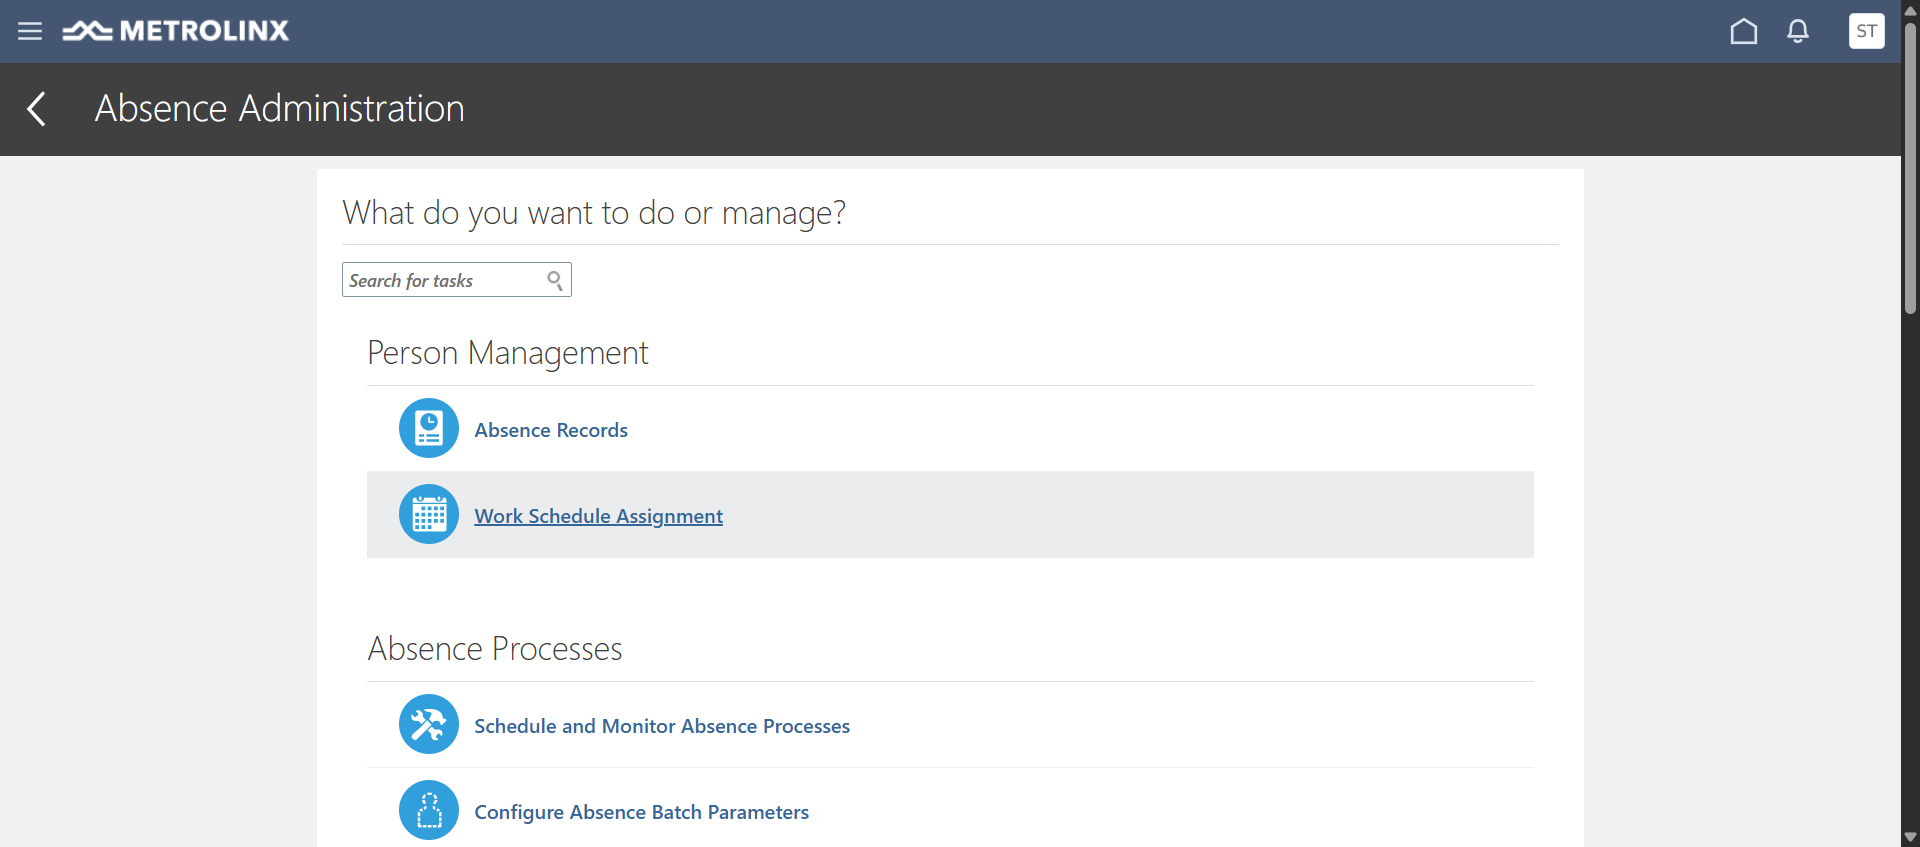 METROLINX
ST
Absence Administration
What do you want to do or manage?
Search for tasks
Person Management
Absence Records
Work Schedule Assignment
Absence Processes
Schedule and Monitor Absence Processes
Configure Absence Batch Parameters